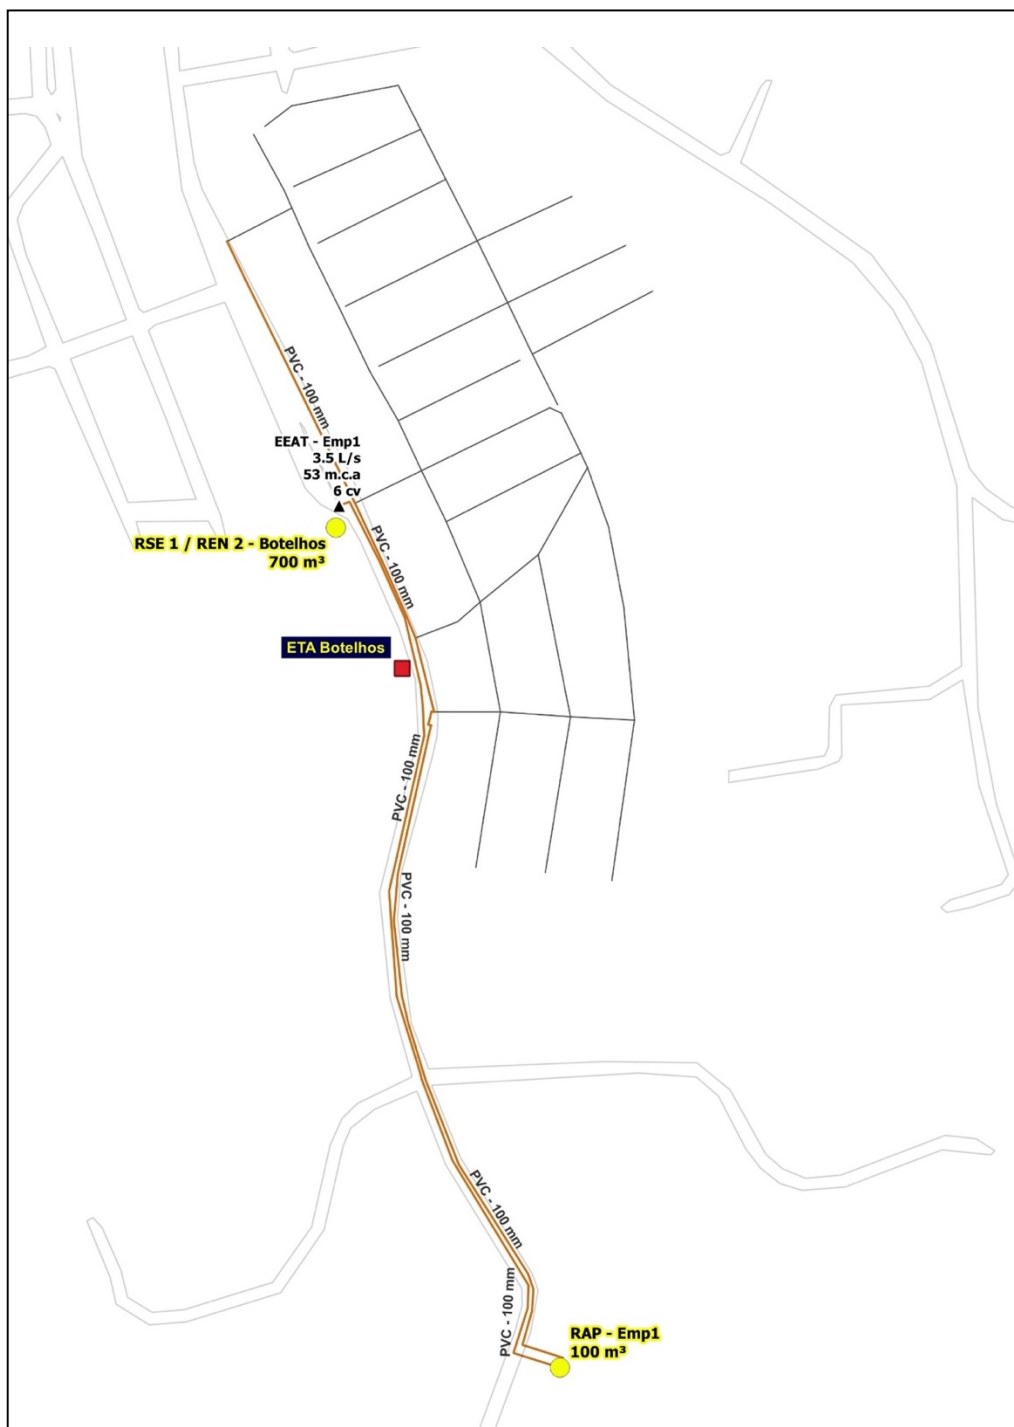 PVC - 100 mm
EEAT - Emp1
3.5 L/s
53 m.c.a
6 cv
RSE 1 / REN 2 - Botelhos
700 m³
PVC - 100 mm
ETA Botelhos
PVC - 100 mm
PVC - 100 mm
PVC - 100 mm
PVC - 100 mm
RAP - Emp1
100 m³